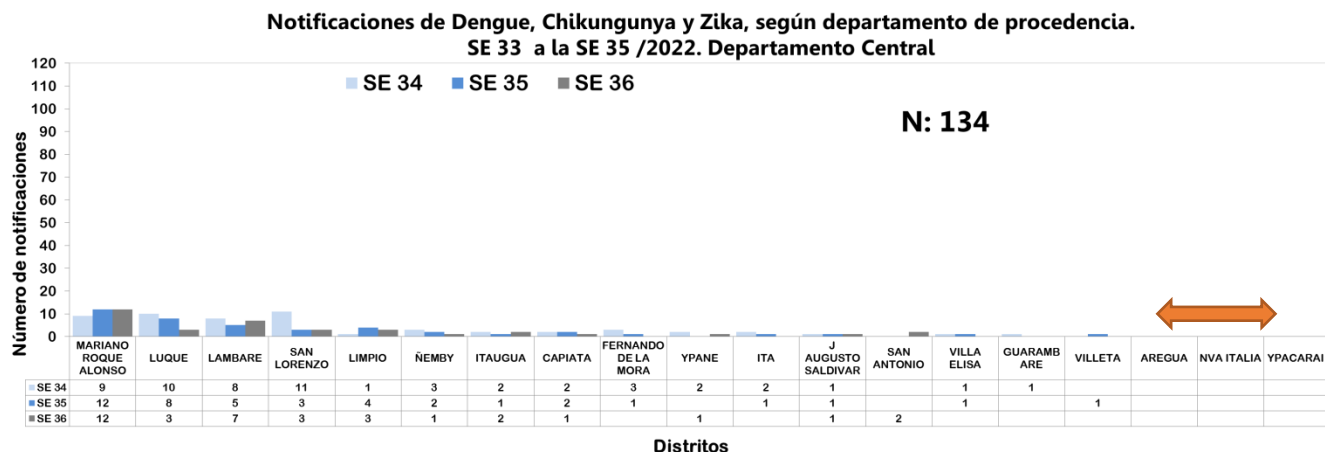 Notificaciones de Dengue, Chikungunya y Zika, según departamento de procedencia.
SE 33 a la SE 35 /2022. Departamento Central
SE 34 SE 35 SE 36
N: 134
Número de notificaciones
120
110
100
90
80
70
60
50
40
30
20
10
0
MARIANO ROQUE ALONSO LUQUE LAMBARE SAN LORENZO LIMPIO ÑEMBY ITAUGUA CAPIATA FERNANDO DE LA MORA YPANE ITA J AUGUSTO SALDIVAR SAN ANTONIO VILLA ELISA GUARAMBARE VILLETA AREGUA NVA ITALIA YPACARAI
SE 34 9 10 8 11 1 3 2 2 3 2 2 1 1 1
SE 35 12 8 5 3 4 2 1 2 1 1 1 1 1
SE 36 12 3 7 3 3 1 2 1 1 1 2
Distritos